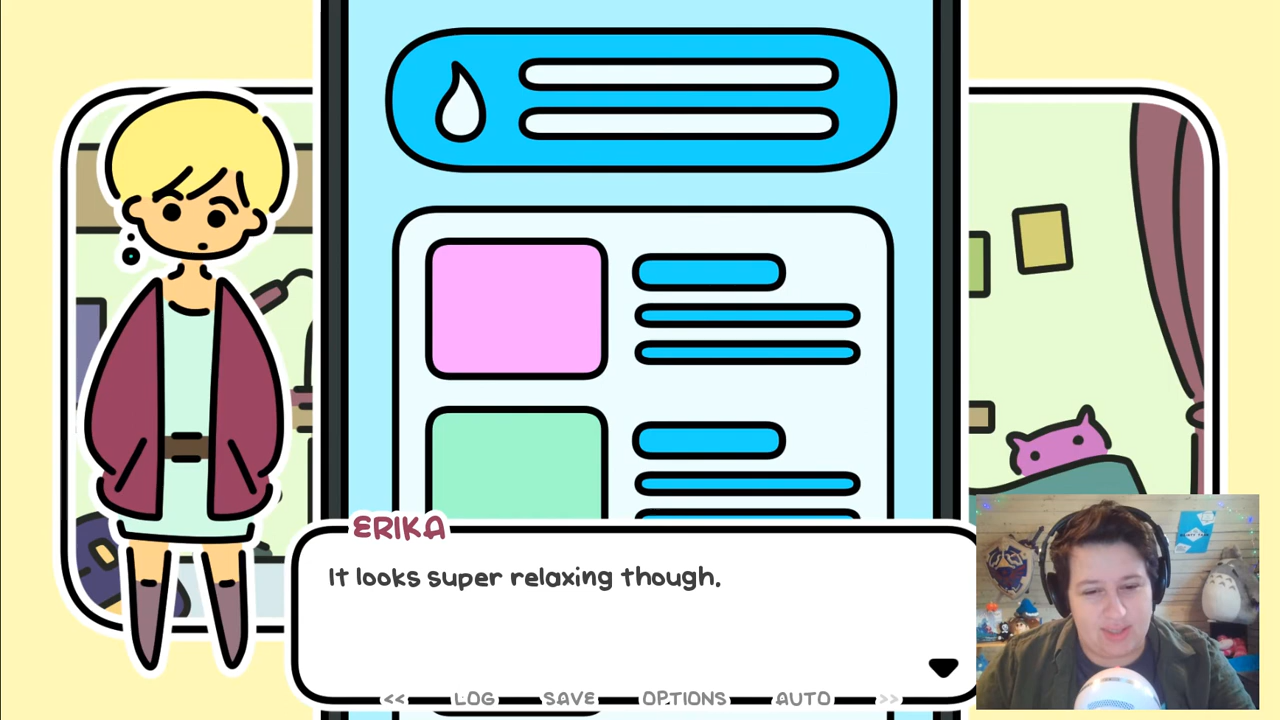 ERIKA
It looks super relaxing though.
<< LOG SAVE OPTIONS AUTO >>